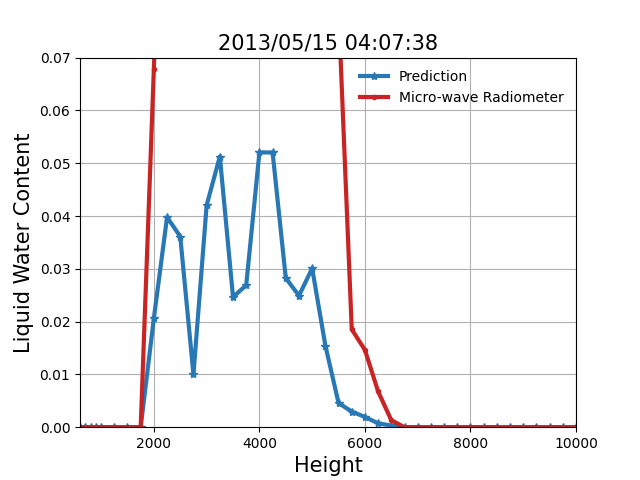 2013/05/15 04:07:38
Prediction
Micro-wave Radiometer
0.07
0.06
0.05
0.04
0.03
0.02
0.01
0.00
Liquid Water Content
2000 4000 6000 8000 10000
Height